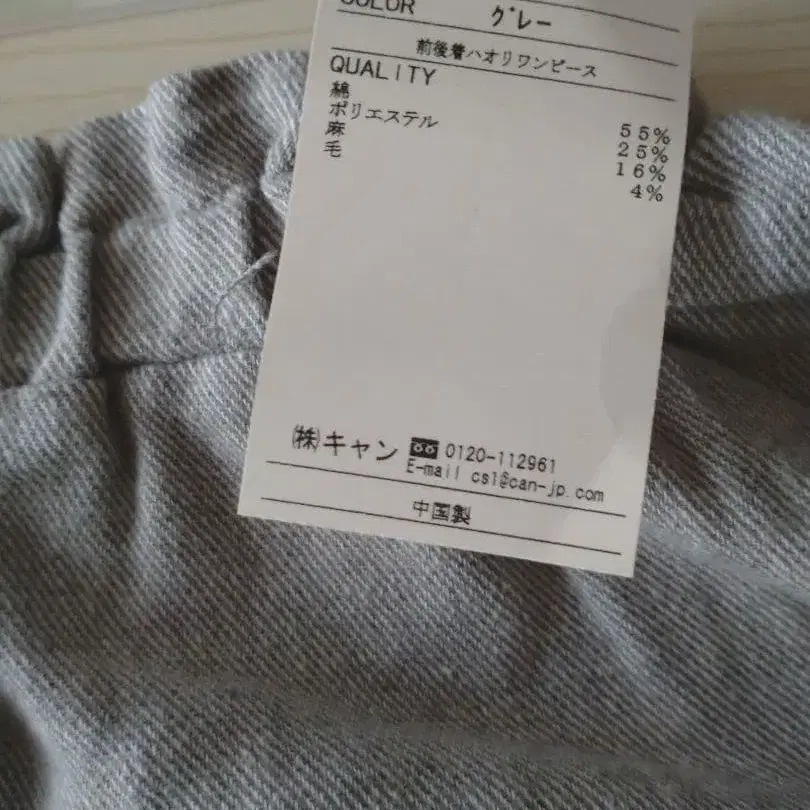 COLOR グレー
前後着ハオリワンピース
QUALITY
綿 55%
ポリエステル 25%
麻 16%
毛 4%
㈱キャン 0120-112961
E-mail cs1@can-jp.com
中国製